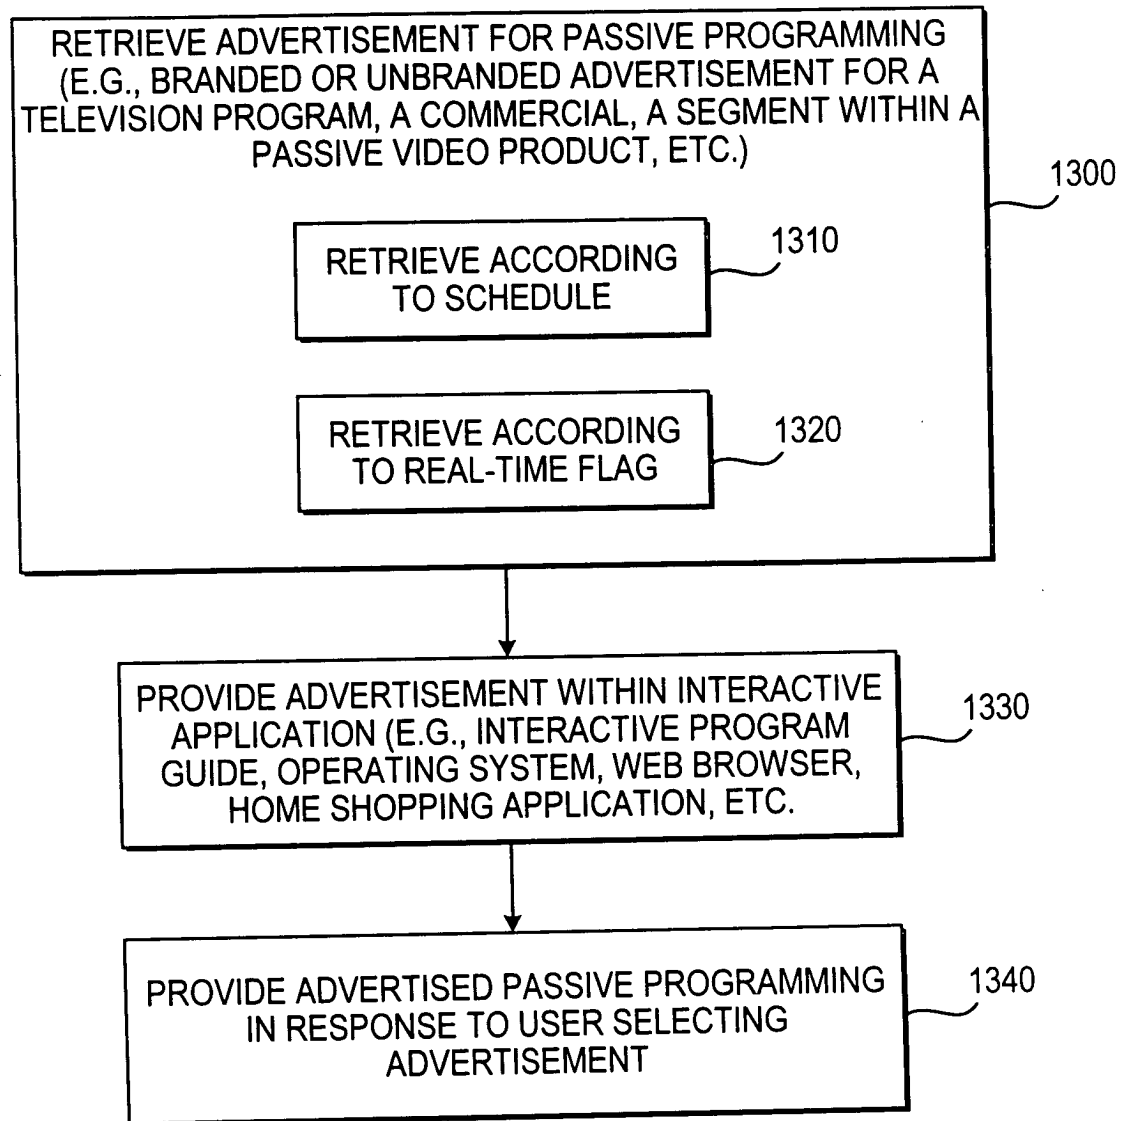 RETRIEVE ADVERTISEMENT FOR PASSIVE PROGRAMMING
(E.G., BRANDED OR UNBRANDED ADVERTISEMENT FOR A
TELEVISION PROGRAM, A COMMERCIAL, A SEGMENT WITHIN A
PASSIVE VIDEO PRODUCT, ETC.)
1300
RETRIEVE ACCORDING
TO SCHEDULE
1310
RETRIEVE ACCORDING
TO REAL-TIME FLAG
1320
PROVIDE ADVERTISEMENT WITHIN INTERACTIVE
APPLICATION (E.G., INTERACTIVE PROGRAM
GUIDE, OPERATING SYSTEM, WEB BROWSER,
HOME SHOPPING APPLICATION, ETC.
1330
PROVIDE ADVERTISED PASSIVE PROGRAMMING
IN RESPONSE TO USER SELECTING
ADVERTISEMENT
1340